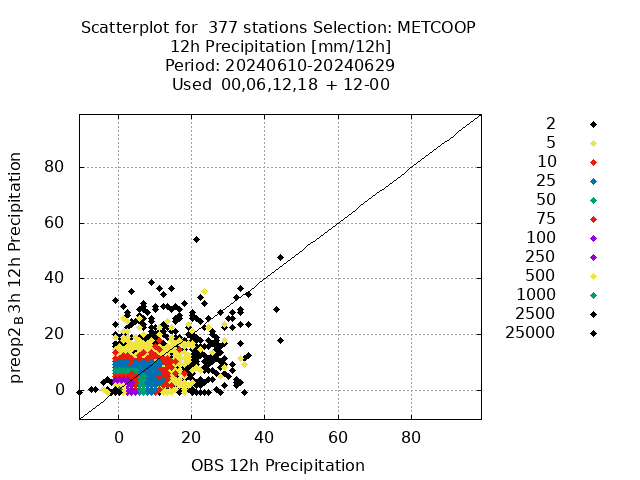 Scatterplot for  377 stations Selection: METCOOP
12h Precipitation [mm/12h]
Period: 20240610-20240629
Used  00,06,12,18  + 12-00
2
5
10
25
50
75
100
250
500
1000
2500
25000
80
60
40
20
0
preop2 B 3h 12h Precipitation
0 20 40 60 80
OBS 12h Precipitation